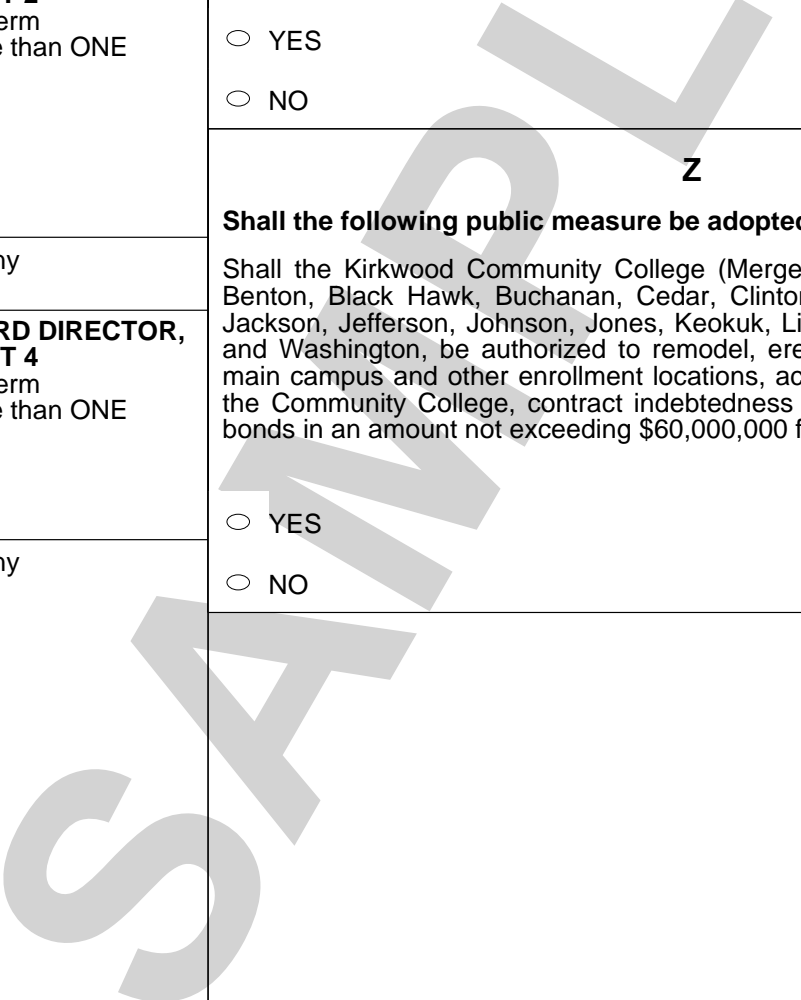 erm
than ONE
ny
RD DIRECTOR,
T 4
erm
than ONE
ny
YES
NO
Z
Shall the following public measure be adopted
Shall the Kirkwood Community College (Merge
Benton, Black Hawk, Buchanan, Cedar, Clinton
Jackson, Jefferson, Johnson, Jones, Keokuk, Li
and Washington, be authorized to remodel, ere
main campus and other enrollment locations, ac
the Community College, contract indebtedness
bonds in an amount not exceeding $60,000,000 f
YES
NO
SAMPL